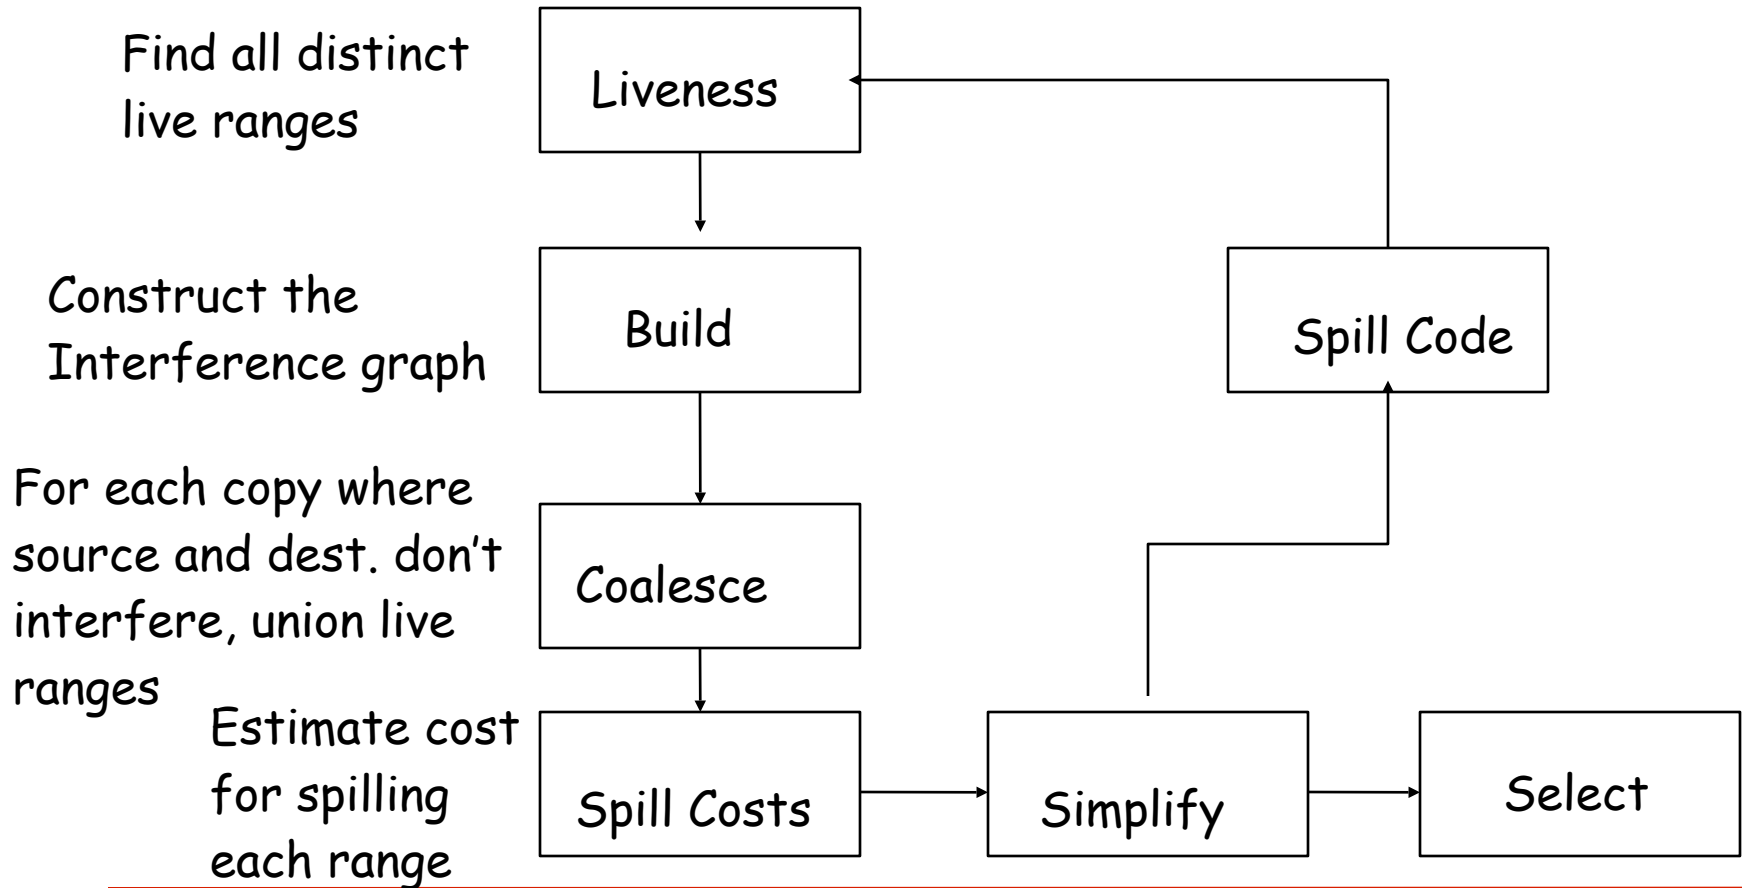 Find all distinct
live ranges
Liveness
Construct the
Interference graph
Build
Spill Code
For each copy where
source and dest. don't
interfere, union live
ranges
Coalesce
Estimate cost
for spilling
each range
Spill Costs
Simplify
Select